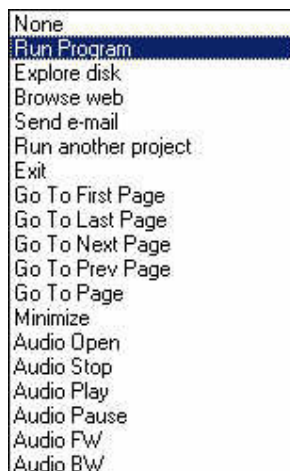 None
Run Program
Explore disk
Browse web
Send e-mail
Run another project
Exit
Go To First Page
Go To Last Page
Go To Next Page
Go To Prev Page
Go To Page
Minimize
Audio Open
Audio Stop
Audio Play
Audio Pause
Audio FW
Audio BW